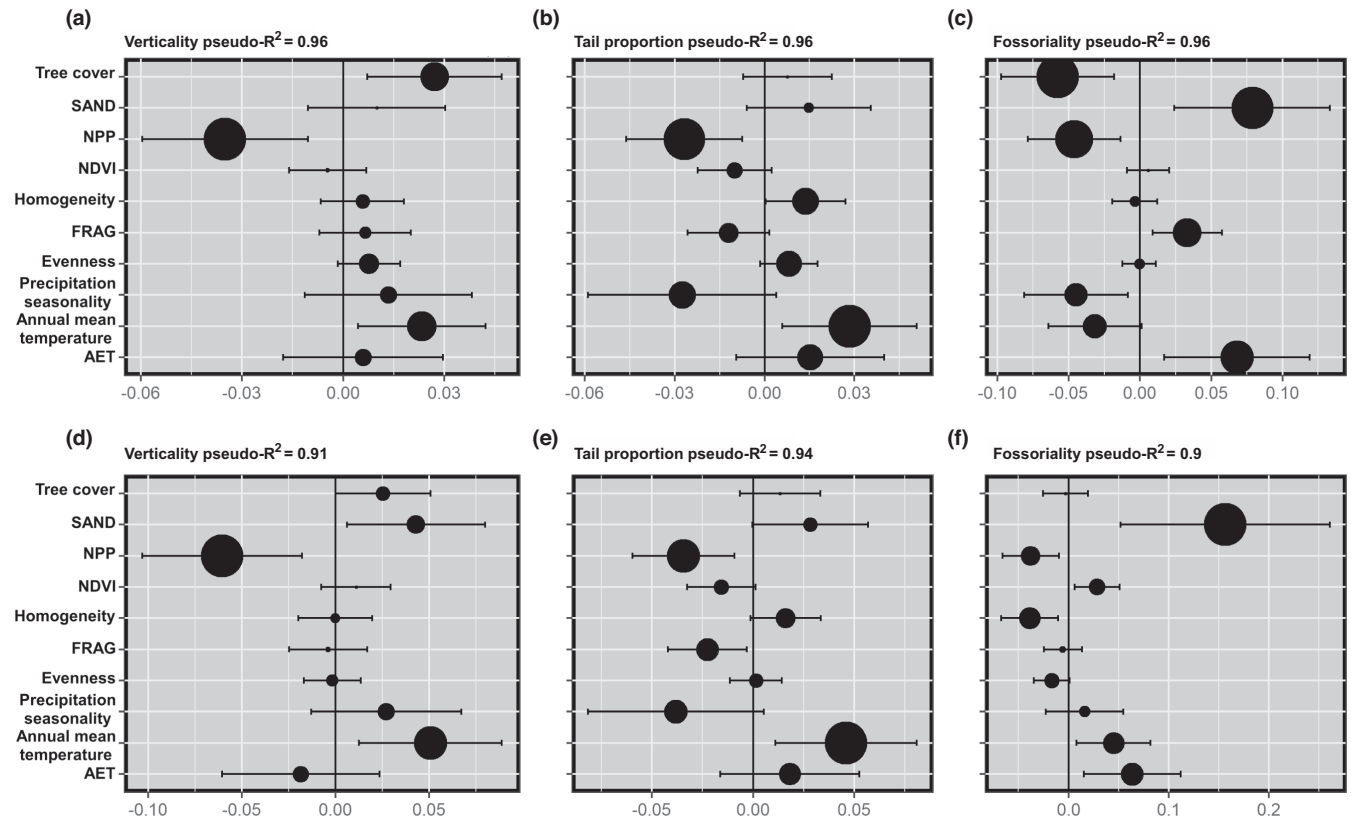 (a)
(b)
(c)
Verticality pseudo-R² = 0.96
Tail proportion pseudo-R² = 0.96
Fossoriality pseudo-R² = 0.96
Tree cover
SAND
NPP
NDVI
Homogeneity
FRAG
Evenness
Precipitation
seasonality
Annual mean
temperature
AET
-0.06 -0.03 0.00 0.03
-0.06 -0.03 0.00 0.03
-0.10 -0.05 0.00 0.05 0.10
(d)
(e)
(f)
Verticality pseudo-R² = 0.91
Tail proportion pseudo-R² = 0.94
Fossoriality pseudo-R² = 0.9
Tree cover
SAND
NPP
NDVI
Homogeneity
FRAG
Evenness
Precipitation
seasonality
Annual mean
temperature
AET
-0.10 -0.05 0.00 0.05
-0.05 0.00 0.05
0.0 0.1 0.2